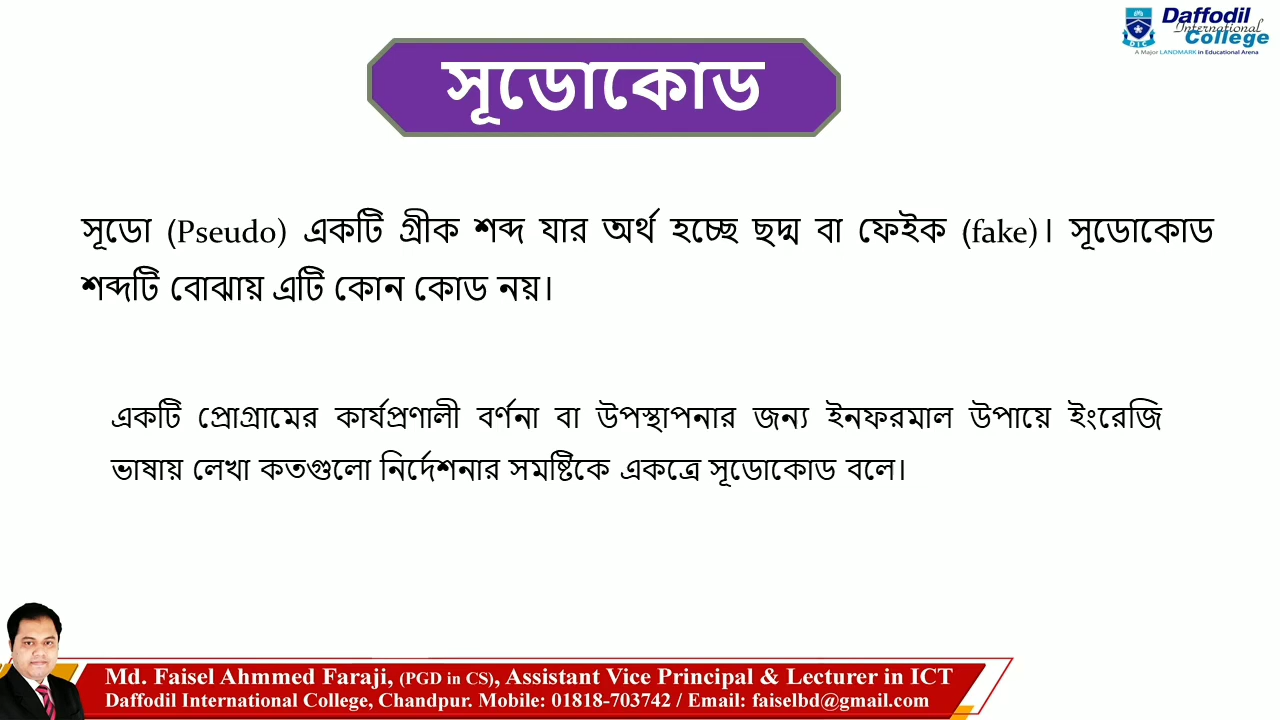 Daffodil
International
College
DIC
A Major LANDMARK in Educational Arena
সূডোকোড
সূডো (Pseudo) একটি গ্রীক শব্দ যার অর্থ হচ্ছে ছদ্ম বা ফেইক (fake)। সূডোকোড
শব্দটি বোঝায় এটি কোন কোড নয়।
একটি প্রোগ্রামের কার্যপ্রণালী বর্ণনা বা উপস্থাপনার জন্য ইনফরমাল উপায়ে ইংরেজি
ভাষায় লেখা কতগুলো নির্দেশনার সমষ্টিকে একত্রে সূডোকোড বলে।
Md. Faisel Ahmmed Faraji, (PGD in CS), Assistant Vice Principal & Lecturer in ICT
Daffodil International College, Chandpur. Mobile: 01818-703742 / Email: faiselbd@gmail.com